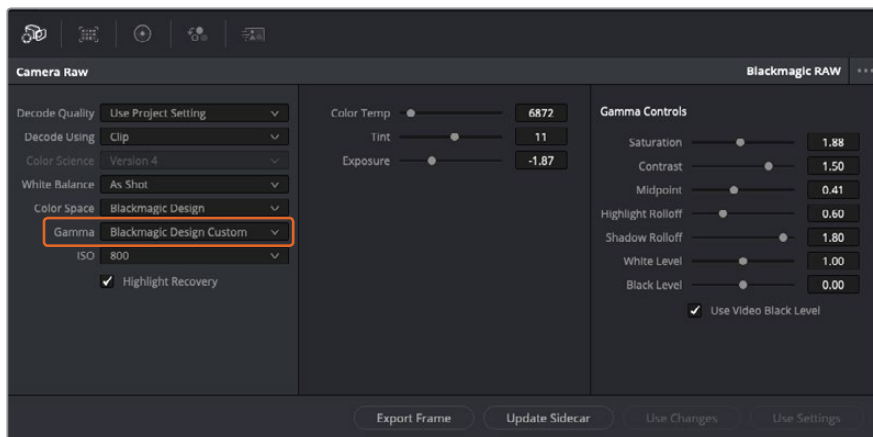 Camera Raw
Blackmagic RAW
Decode Quality Use Project Setting
Decode Using Clip
Color Science Version 4
White Balance As Shot
Color Space Blackmagic Design
Gamma Blackmagic Design Custom
ISO 800
Highlight Recovery
Color Temp 6872
Tint 11
Exposure -1.87
Gamma Controls
Saturation 1.88
Contrast 1.50
Midpoint 0.41
Highlight Rolloff 0.60
Shadow Rolloff 1.80
White Level 1.00
Black Level 0.00
Use Video Black Level
Export Frame
Update Sidecar
Use Changes
Use Settings